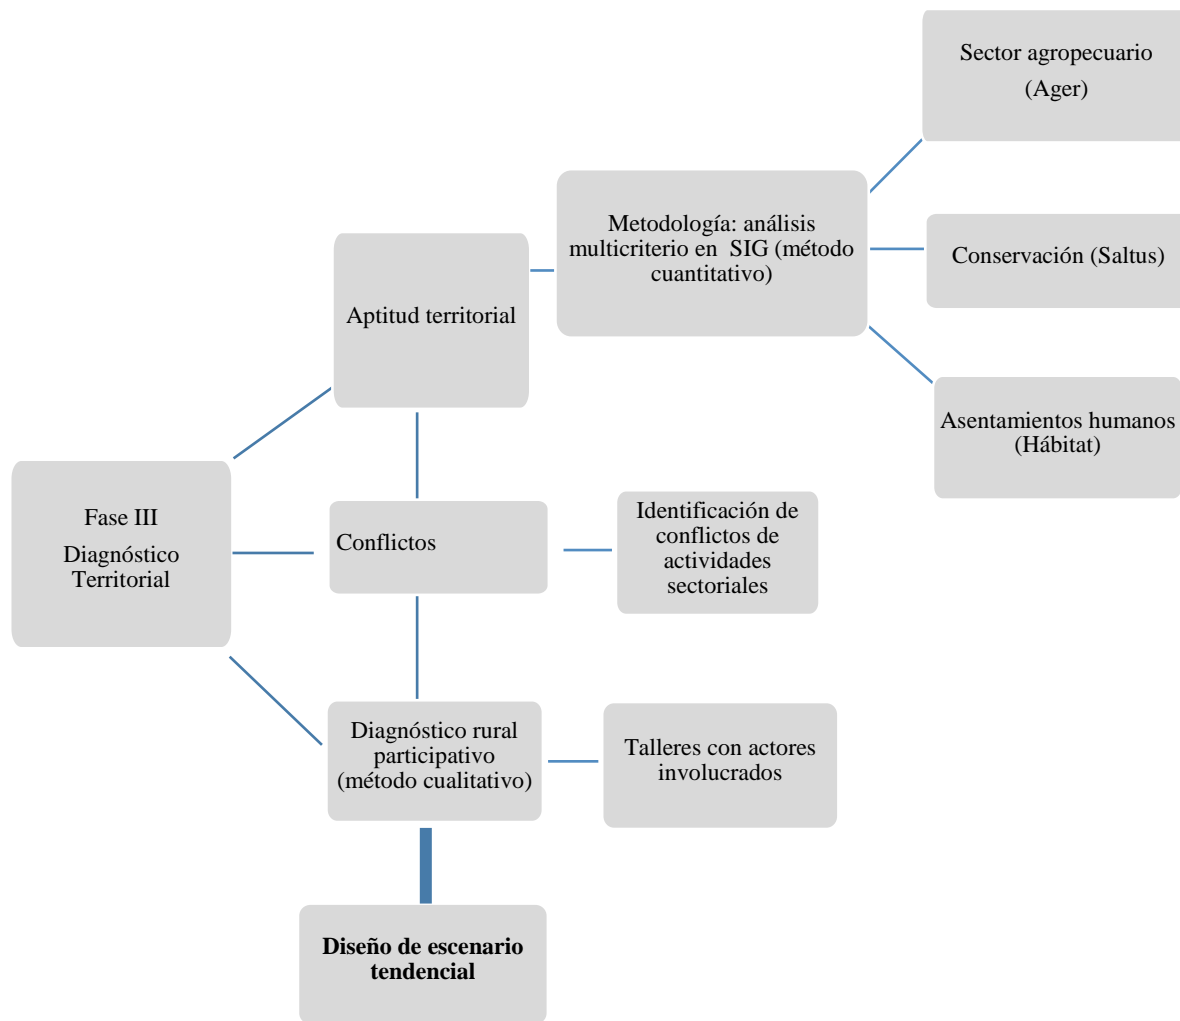 Sector agropecuario
(Ager)
Metodología: análisis
multicriterio en SIG (método
cuantitativo)
Conservación (Saltus)
Aptitud territorial
Asentamientos humanos
(Hábitat)
Fase III
Diagnóstico
Territorial
Conflictos
Identificación de
conflictos de
actividades
sectoriales
Diagnóstico rural
participativo
(método cualitativo)
Talleres con actores
involucrados
Diseño de escenario
tendencial